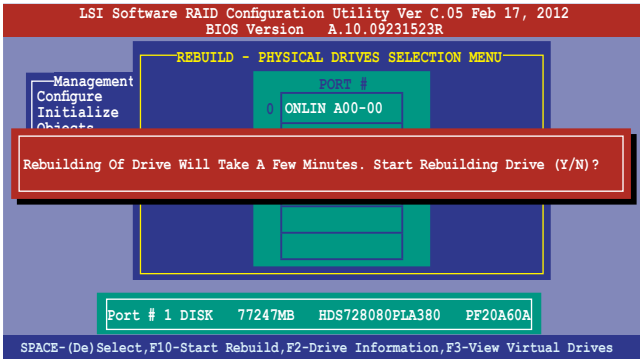 LSI Software RAID Configuration Utility Ver C.05 Feb 17, 2012
BIOS Version A.10.09231523R
REBUILD - PHYSICAL DRIVES SELECTION MENU
Management
Configure
Initialize
Objects
PORT #
0 ONLIN A00-00
Rebuilding Of Drive Will Take A Few Minutes. Start Rebuilding Drive (Y/N)?
Port # 1 DISK 77247MB HDS728080PLA380 PF20A60A
SPACE-(De)Select,F10-Start Rebuild,F2-Drive Information,F3-View Virtual Drives